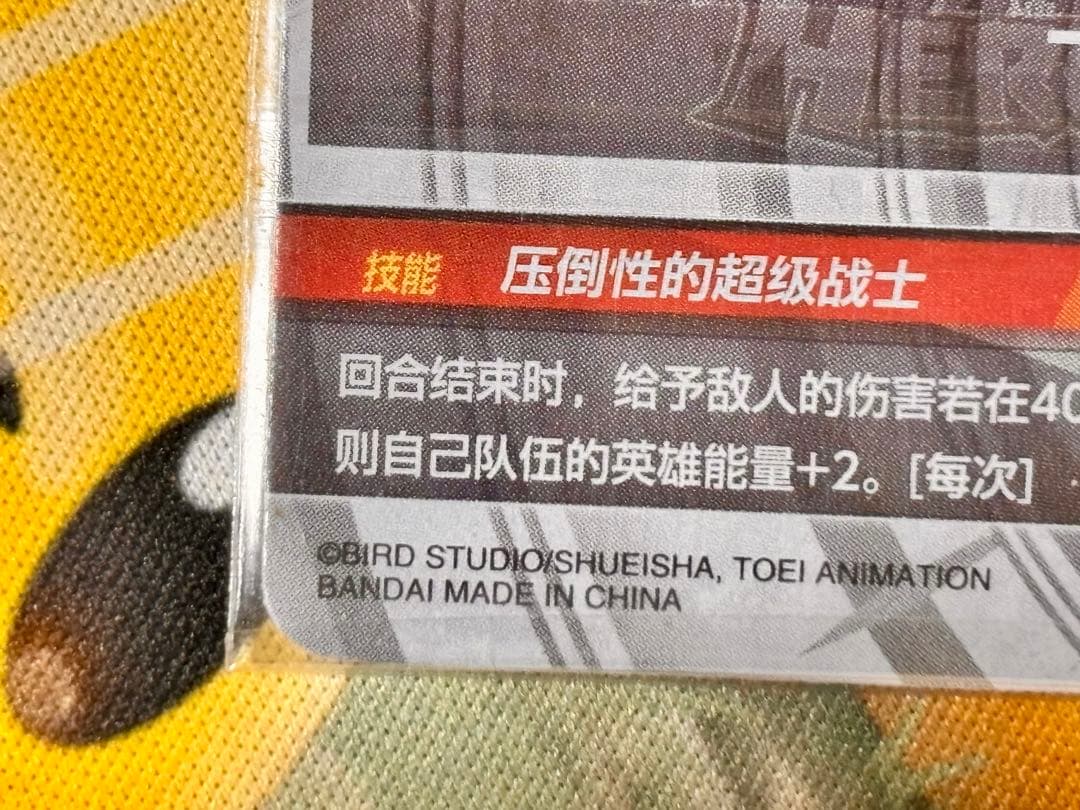 HER
技能 压倒性的超级战士
回合结束时，给予敌人的伤害若在40
则自己队伍的英雄能量+2。[每次]
©BIRD STUDIO/SHUEISHA, TOEI ANIMATION
BANDAI MADE IN CHINA